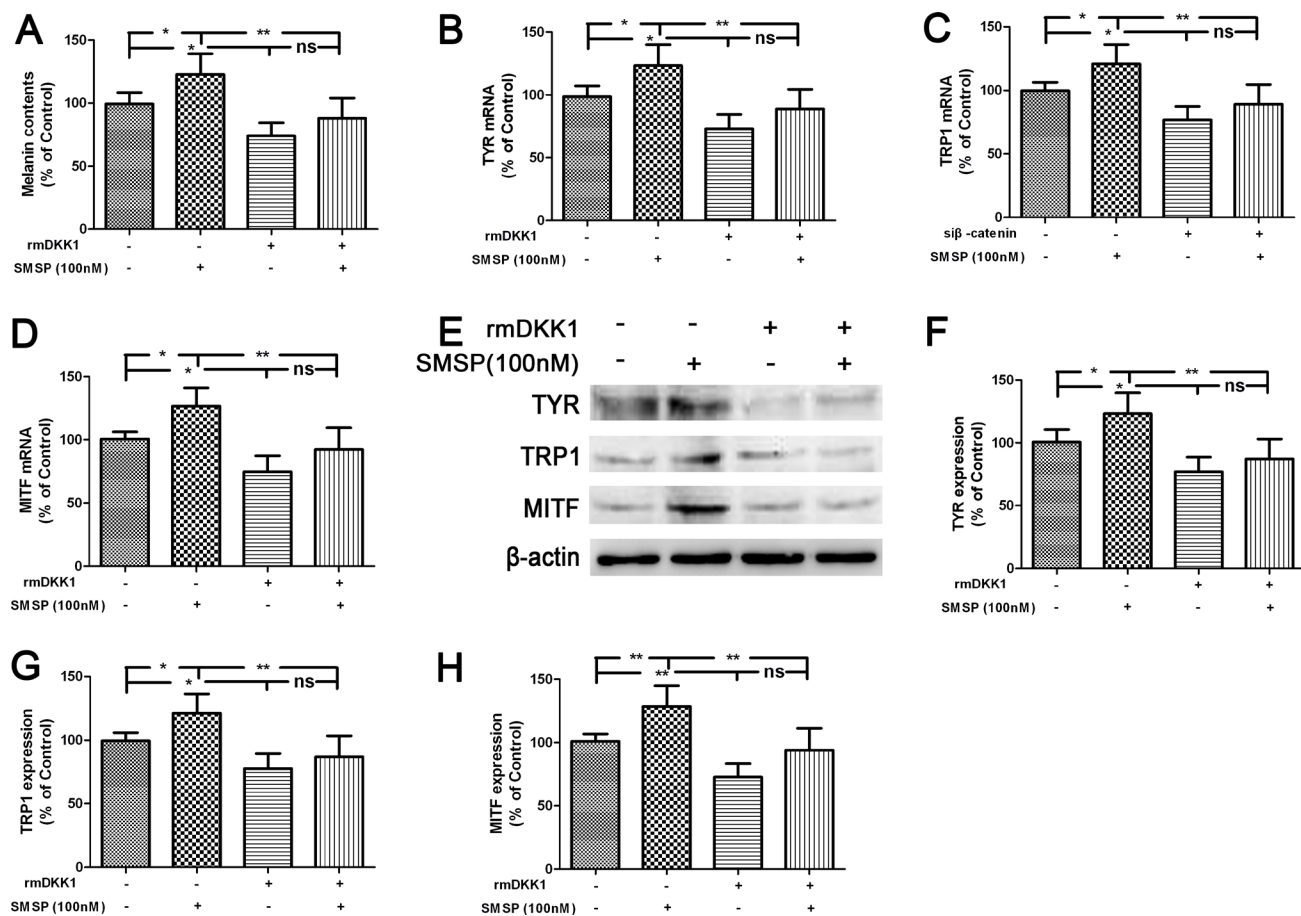 A
* **
* ns
150
100
50
0
Melanin contents
(% of Control)
rmDKK1 - - + +
SMSP (100nM) - + - +
B
* **
* ns
150
100
50
0
TYR mRNA
(% of Control)
rmDKK1 - - + +
SMSP (100nM) - + - +
C
* **
* ns
150
100
50
0
TRP1 mRNA
(% of Control)
siβ -catenin - - + +
SMSP (100nM) - + - +
D
* **
* ns
150
100
50
0
MITF mRNA
(% of Control)
rmDKK1 - - + +
SMSP (100nM) - + - +
E
rmDKK1 - - + +
SMSP(100nM) - + - +
TYR
TRP1
MITF
β-actin
F
* **
* ns
150
100
50
0
TYR expression
(% of Control)
rmDKK1 - - + +
SMSP (100nM) - + - +
G
* **
* ns
150
100
50
0
TRP1 expression
(% of Control)
rmDKK1 - - + +
SMSP (100nM) - + - +
H
** **
** ns
150
100
50
0
MITF expression
(% of Control)
rmDKK1 - - + +
SMSP (100nM) - + - +